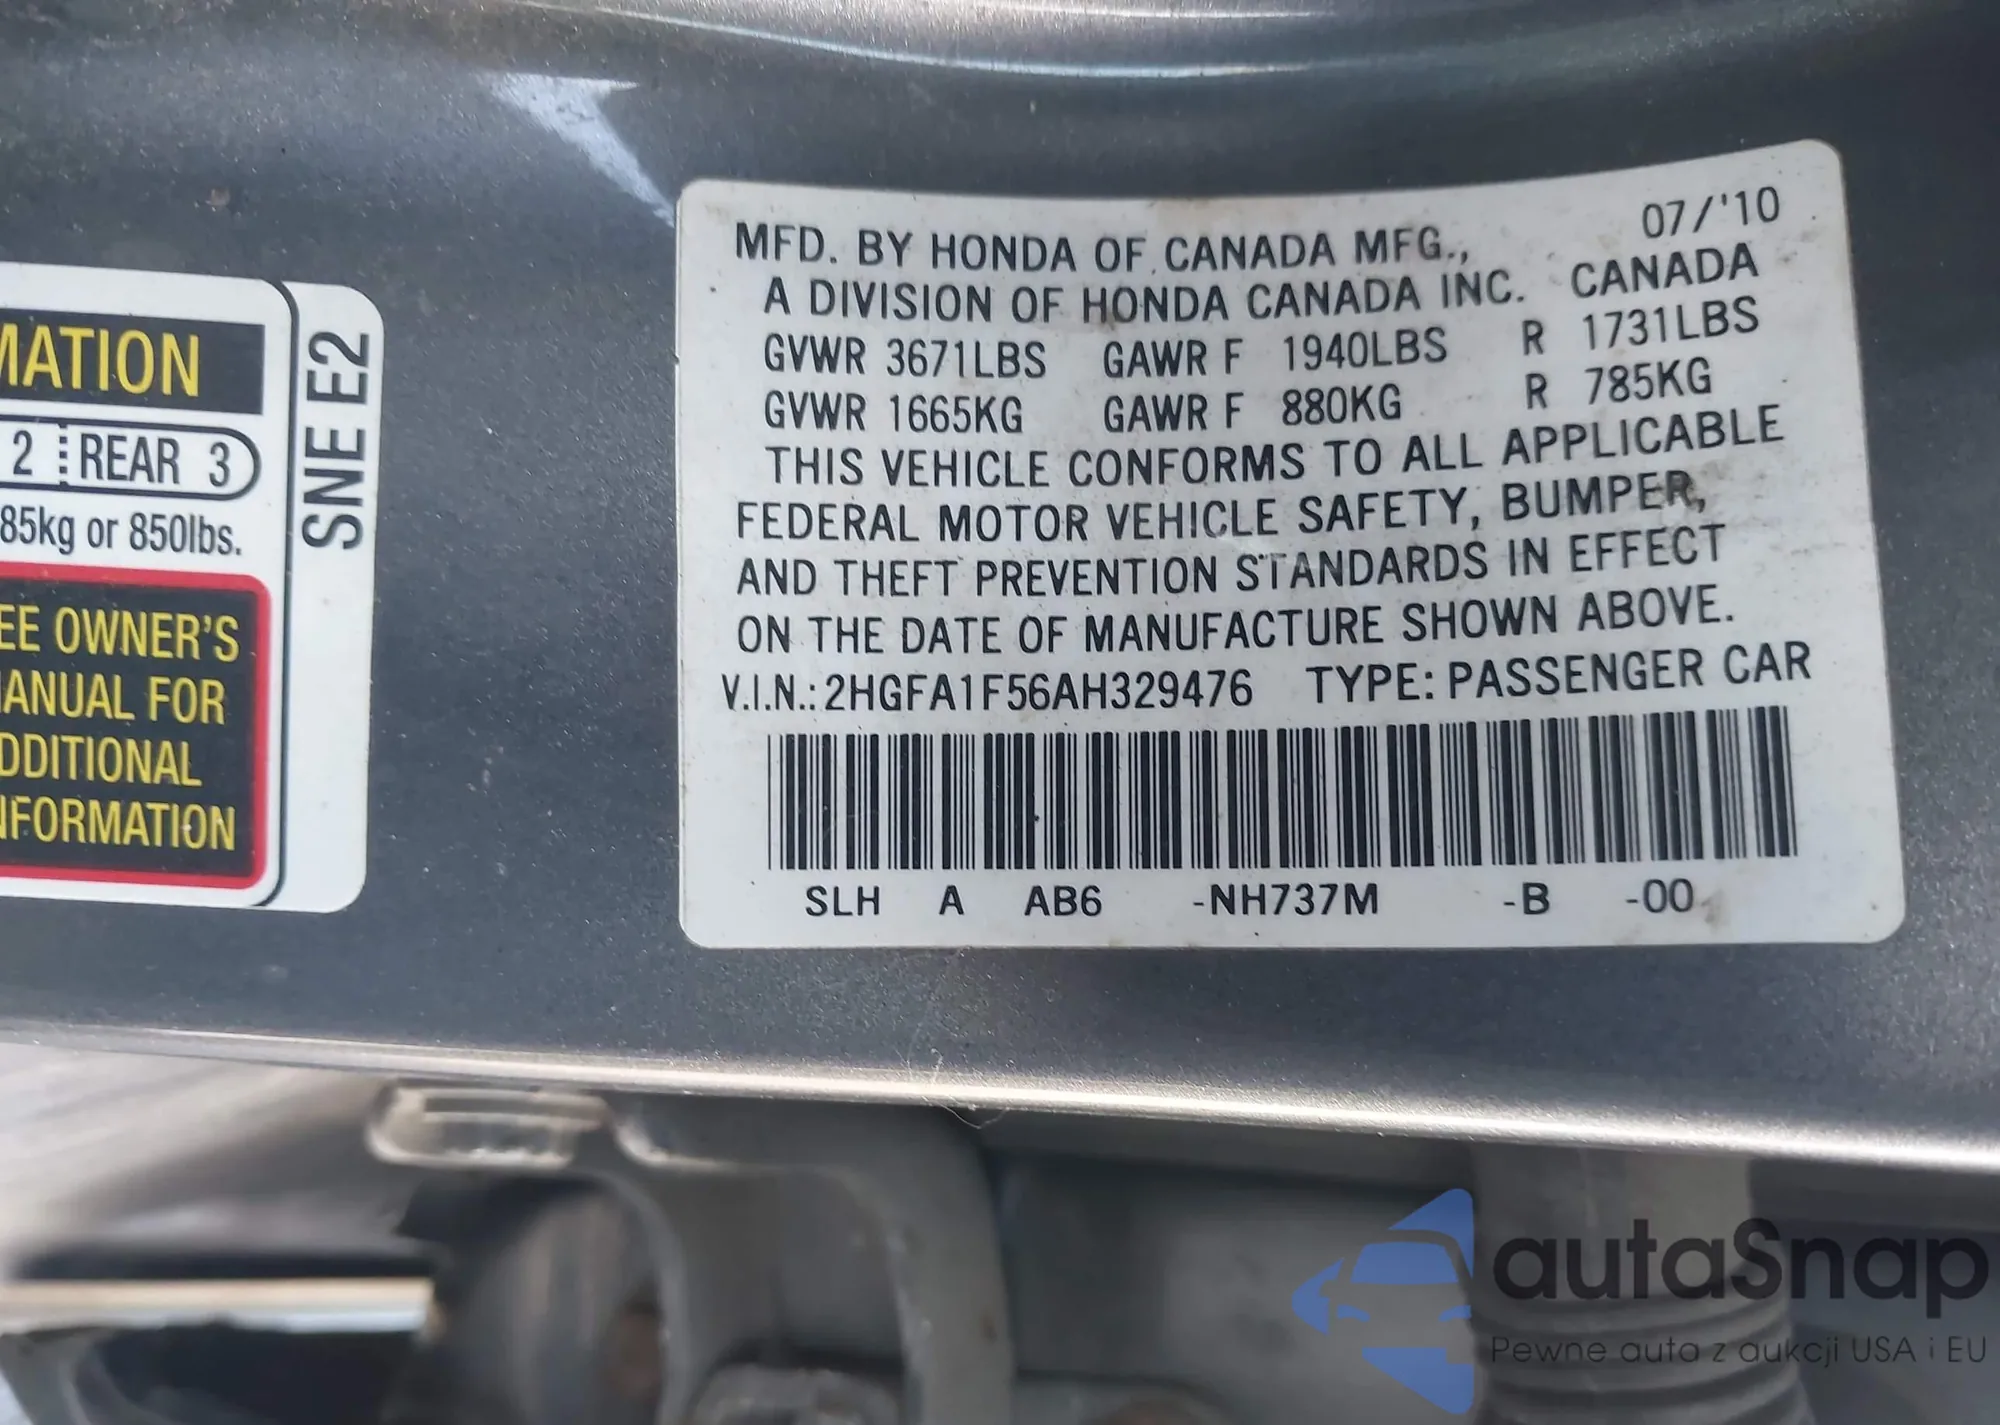 MATION
2 REAR 3
85kg or 850lbs.
EE OWNER'S
ANUAL FOR
DDITIONAL
NFORMATION
SNE E2
07/'10
MFD. BY HONDA OF CANADA MFG.,
A DIVISION OF HONDA CANADA INC. CANADA
GVWR 3671LBS GAWR F 1940LBS R 1731LBS
GVWR 1665KG GAWR F 880KG R 785KG
THIS VEHICLE CONFORMS TO ALL APPLICABLE
FEDERAL MOTOR VEHICLE SAFETY, BUMPER,
AND THEFT PREVENTION STANDARDS IN EFFECT
ON THE DATE OF MANUFACTURE SHOWN ABOVE.
V.I.N.: 2HGFA1F56AH329476 TYPE: PASSENGER CAR
SLH A AB6 -NH737M -B -00
autaSnap
Pewne auta z aukcji USA i EU